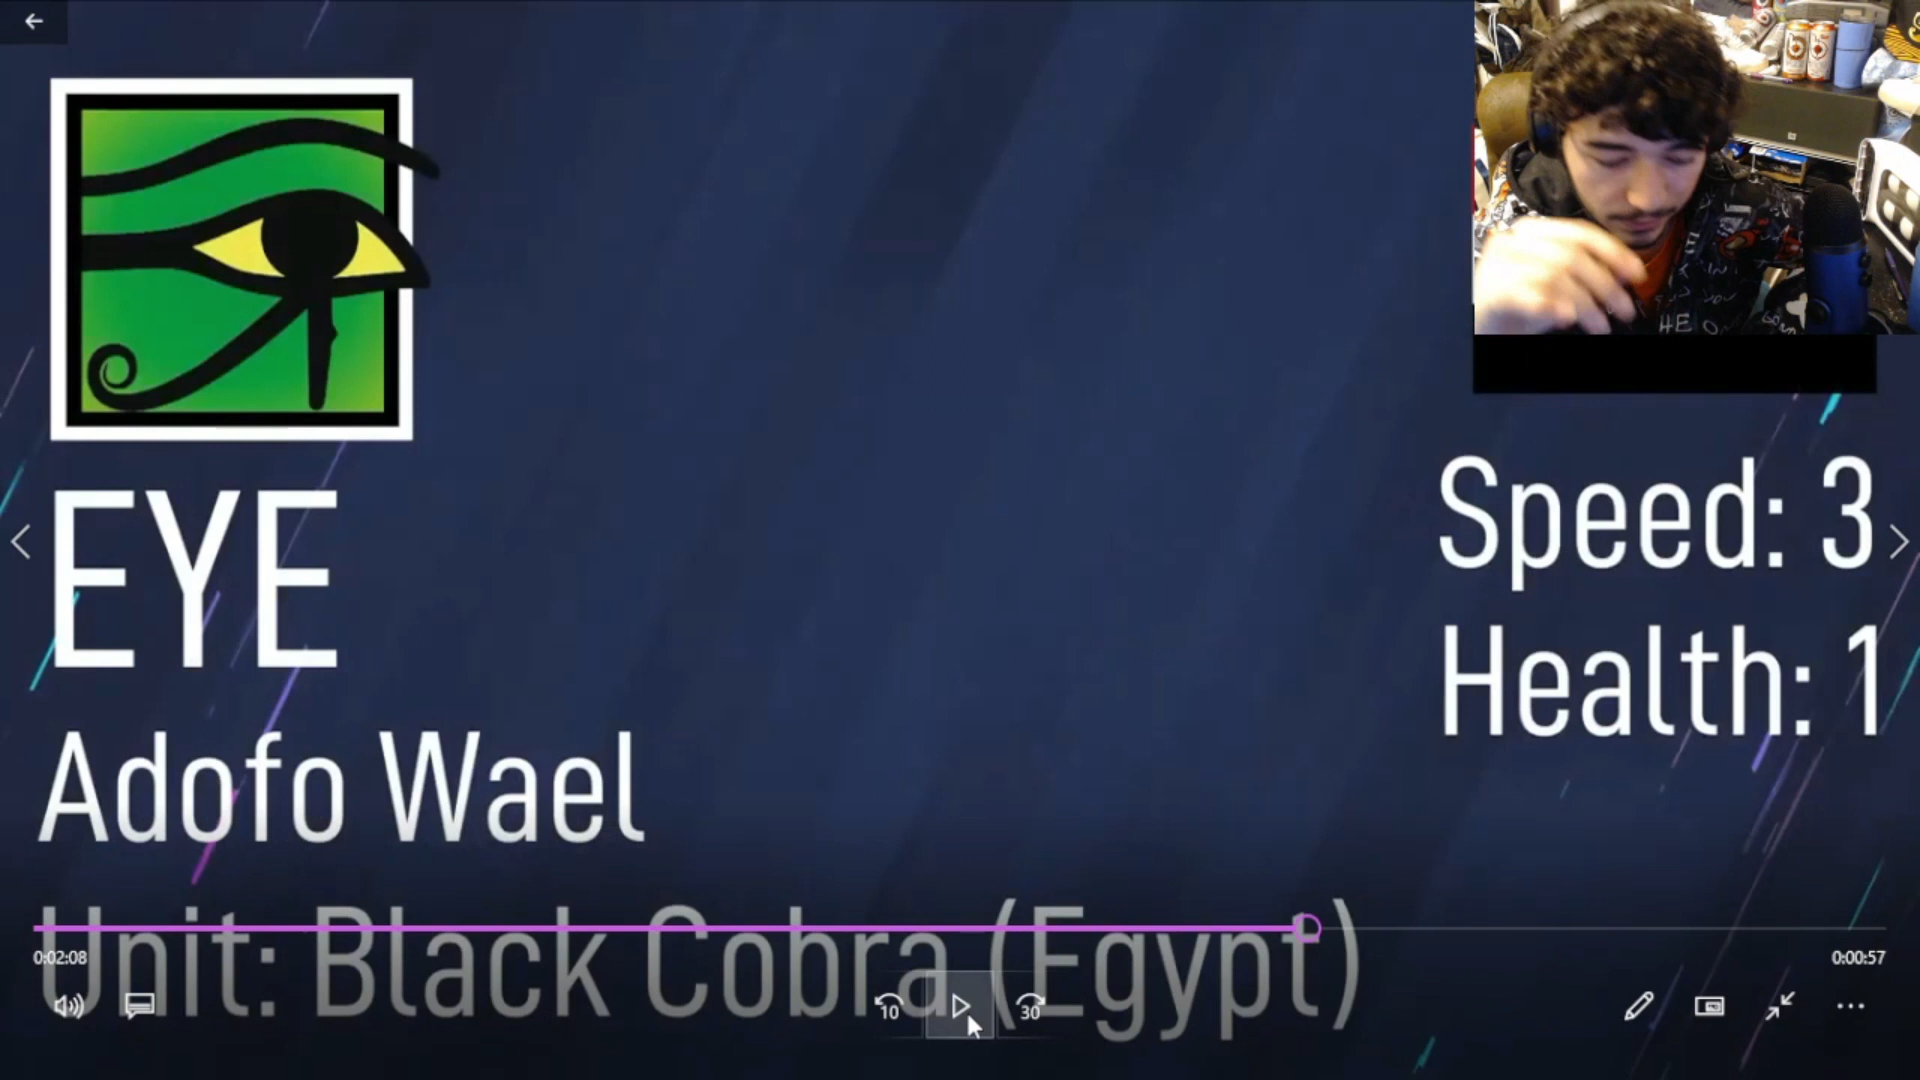 EYE
Speed: 3
Health: 1
Adofo Wael
Unit: Black Cobra (Egypt)
0:02:08
0:00:57
10
30
HE